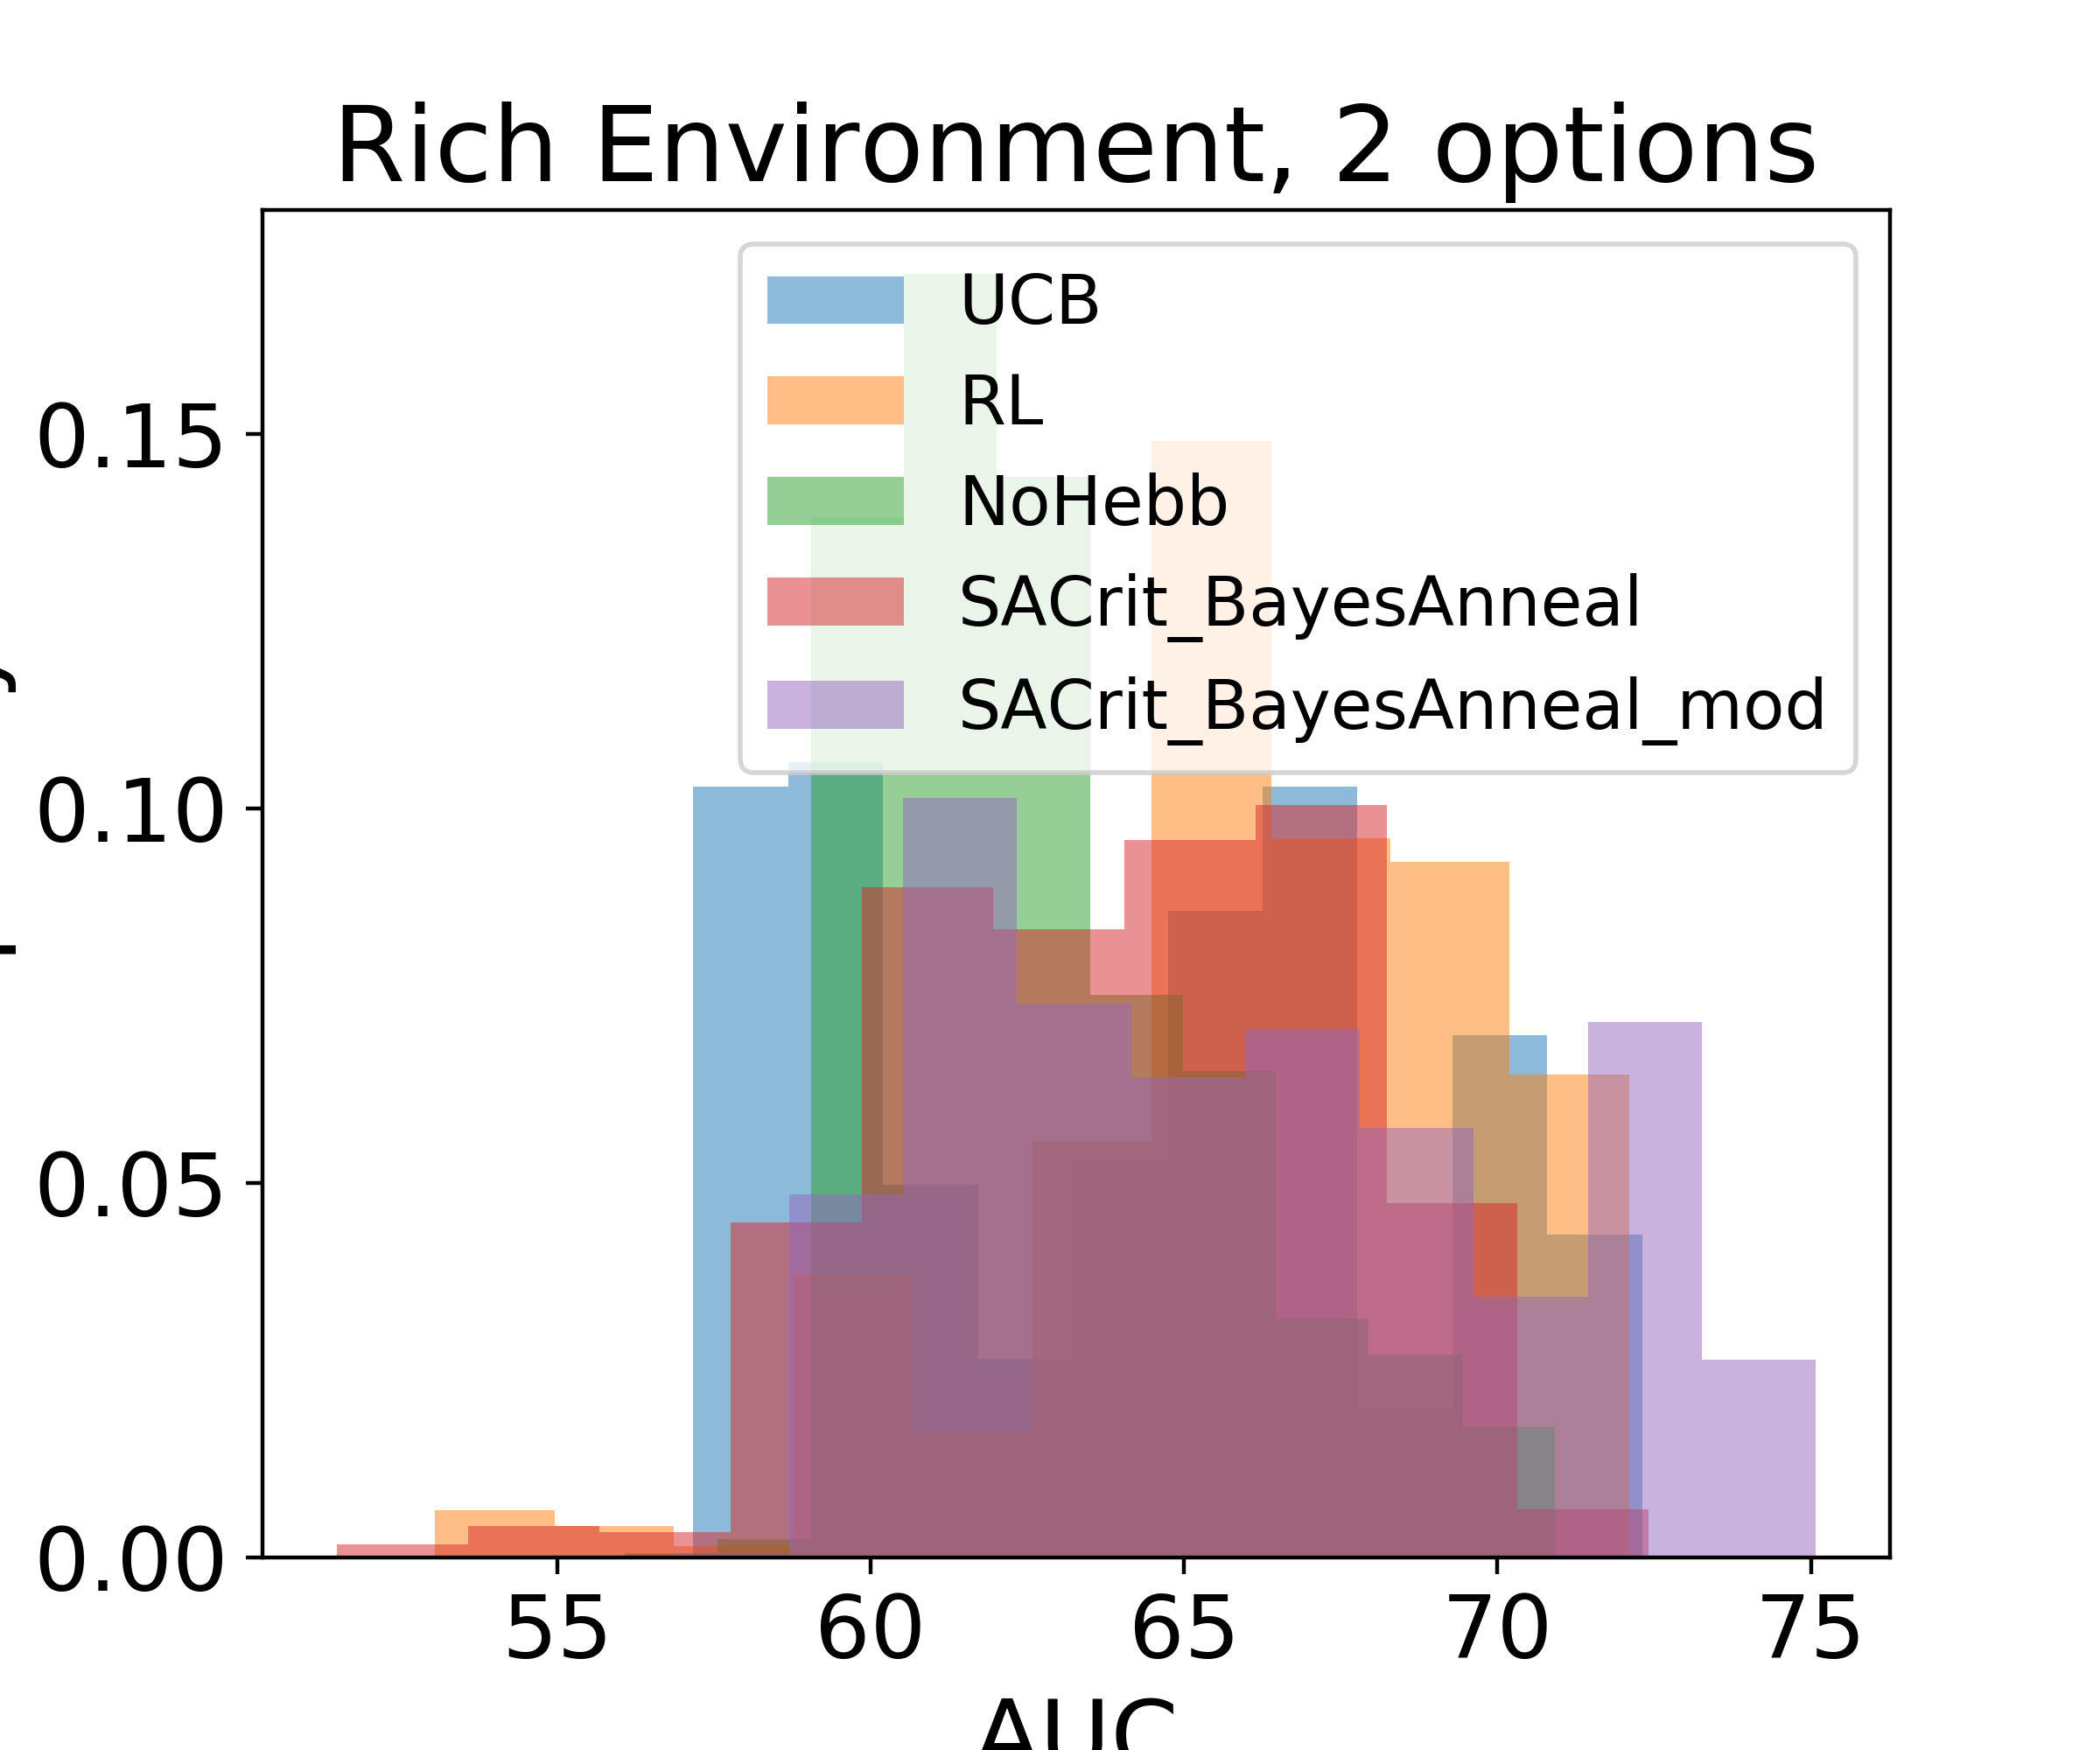 Rich Environment, 2 options
UCB
RL
NoHebb
SACrit_BayesAnneal
SACrit_BayesAnneal_mod
0.15
0.10
0.05
0.00
55 60 65 70 75
AUC